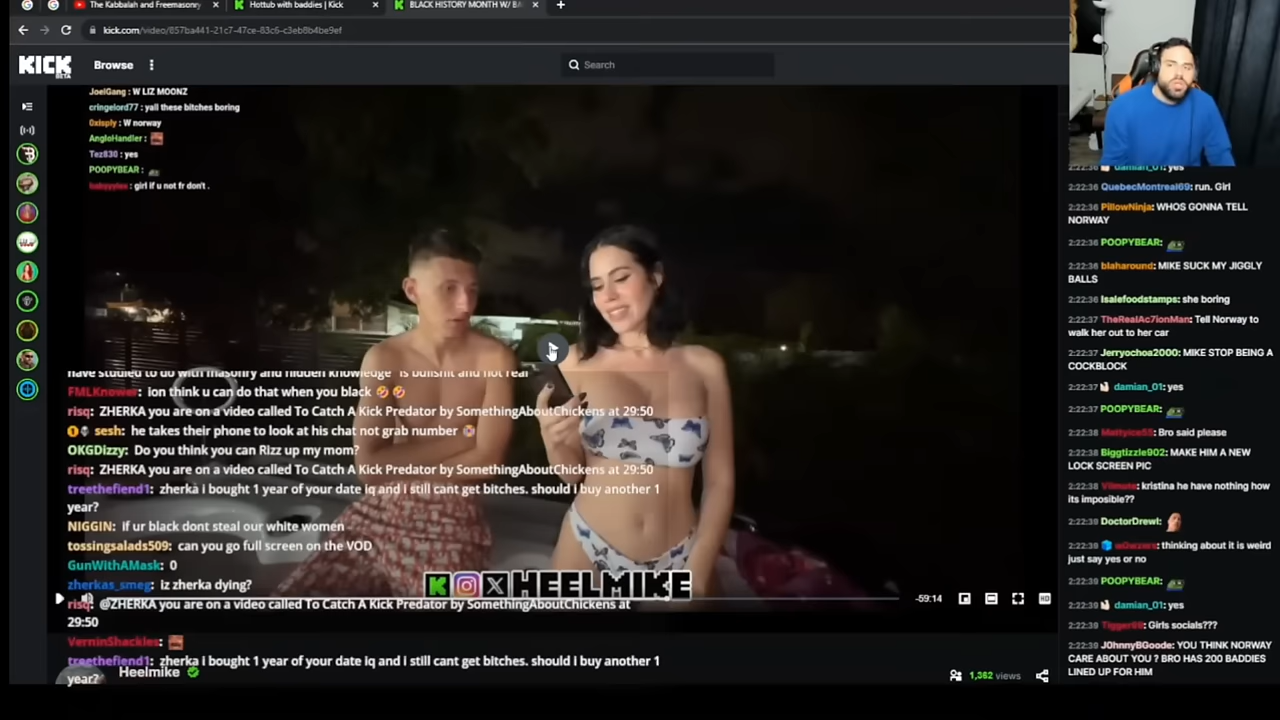 The Kabbalah and Freemasonry
Hottub with baddies | Kick
BLACK HISTORY MONTH W/ BA
kick.com/video/857ba441-21c7-47ce-83c6-c3eb8b4be9ef
KICK
BETA
Browse
Search
JoelGang : W LIZ MOONZ
cringelord77 : yall these bitches boring
0xisply : W norway
AngloHandler :
Tez830 : yes
POOPYBEAR :
girl if u not fr don't .
have studied to do with masonry and hidden knowledge is bullshit and not real
FMLKnower: ion think u can do that when you black
risq: ZHERKA you are on a video called To Catch A Kick Predator by SomethingAboutChickens at 29:50
sesh: he takes their phone to look at his chat not grab number
OKGDizzy: Do you think you can Rizz up my mom?
risq: ZHERKA you are on a video called To Catch A Kick Predator by SomethingAboutChickens at 29:50
treethefiend1: zherka i bought 1 year of your date iq and i still cant get bitches. should i buy another 1
year?
NIGGIN: if ur black dont steal our white women
tossingsalads509: can you go full screen on the VOD
GunWithAMask: 0
zherkas_smeg: iz zherka dying?
K X HEELMIKE
risq: @ZHERKA you are on a video called To Catch A Kick Predator by SomethingAboutChickens at
29:50
-59:14
HD
VerninShackles:
treethefiend1: zherka i bought 1 year of your date iq and i still cant get bitches. should i buy another 1
year?
Heelmike
1,362 views
damian_01: yes
2:22:36 QuebecMontreal69: run. Girl
2:22:36 PillowNinja: WHOS GONNA TELL
NORWAY
2:22:36 POOPYBEAR:
2:22:36 blaharound: MIKE SUCK MY JIGGLY
BALLS
2:22:36 Isalefoodstamps: she boring
2:22:37 TheRealAc7ionMan: Tell Norway to
walk her out to her car
2:22:37 Jerryochoa2000: MIKE STOP BEING A
COCKBLOCK
2:22:37 damian_01: yes
2:22:37 POOPYBEAR:
2:22:38 Bro said please
2:22:38 Biggtizzle902: MAKE HIM A NEW
LOCK SCREEN PIC
2:22:38 kristina he have nothing how
its imposible??
2:22:39 DoctorDrewl:
2:22:39 thinking about it is weird
just say yes or no
2:22:39 POOPYBEAR:
2:22:39 damian_01: yes
2:22:39 Girls socials???
2:22:39 J0hnnyBGoode: YOU THINK NORWAY
CARE ABOUT YOU ? BRO HAS 200 BADDIES
LINED UP FOR HIM